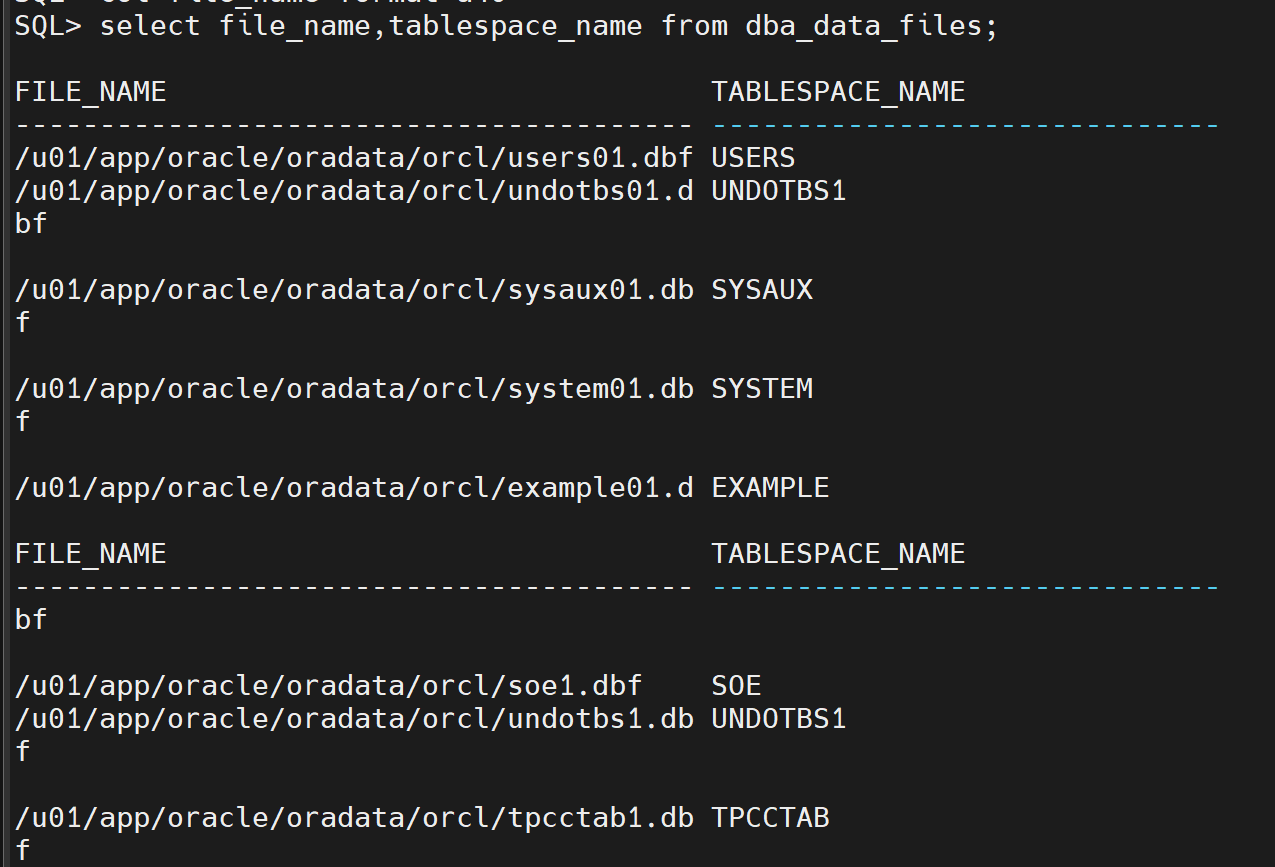 SQL> select file_name,tablespace_name from dba_data_files;
FILE_NAME                                TABLESPACE_NAME
---------------------------------------- ------------------------------
/u01/app/oracle/oradata/orcl/users01.dbf USERS
/u01/app/oracle/oradata/orcl/undotbs01.d UNDOTBS1
bf
/u01/app/oracle/oradata/orcl/sysaux01.db SYSAUX
f
/u01/app/oracle/oradata/orcl/system01.db SYSTEM
f
/u01/app/oracle/oradata/orcl/example01.d EXAMPLE
FILE_NAME                                TABLESPACE_NAME
---------------------------------------- ------------------------------
bf
/u01/app/oracle/oradata/orcl/soe1.dbf    SOE
/u01/app/oracle/oradata/orcl/undotbs1.db UNDOTBS1
f
/u01/app/oracle/oradata/orcl/tpcctab1.db TPCCTAB
f